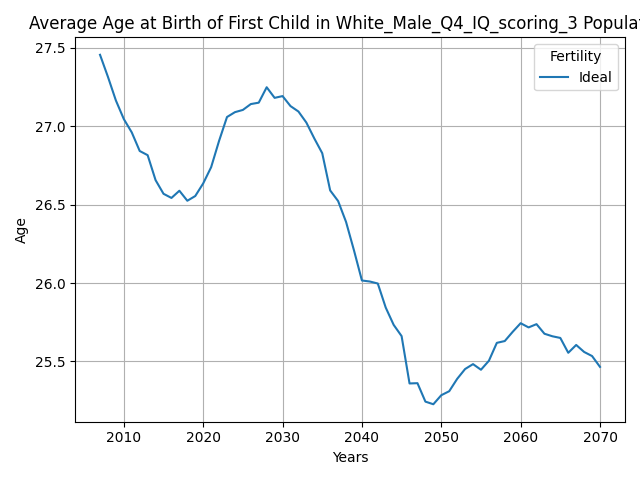 Average Age at Birth of First Child in White_Male_Q4_IQ_scoring_3
27.5
27.0
26.5
26.0
25.5
Age
Fertility
Ideal
2010 2020 2030 2040 2050 2060 2070
Years